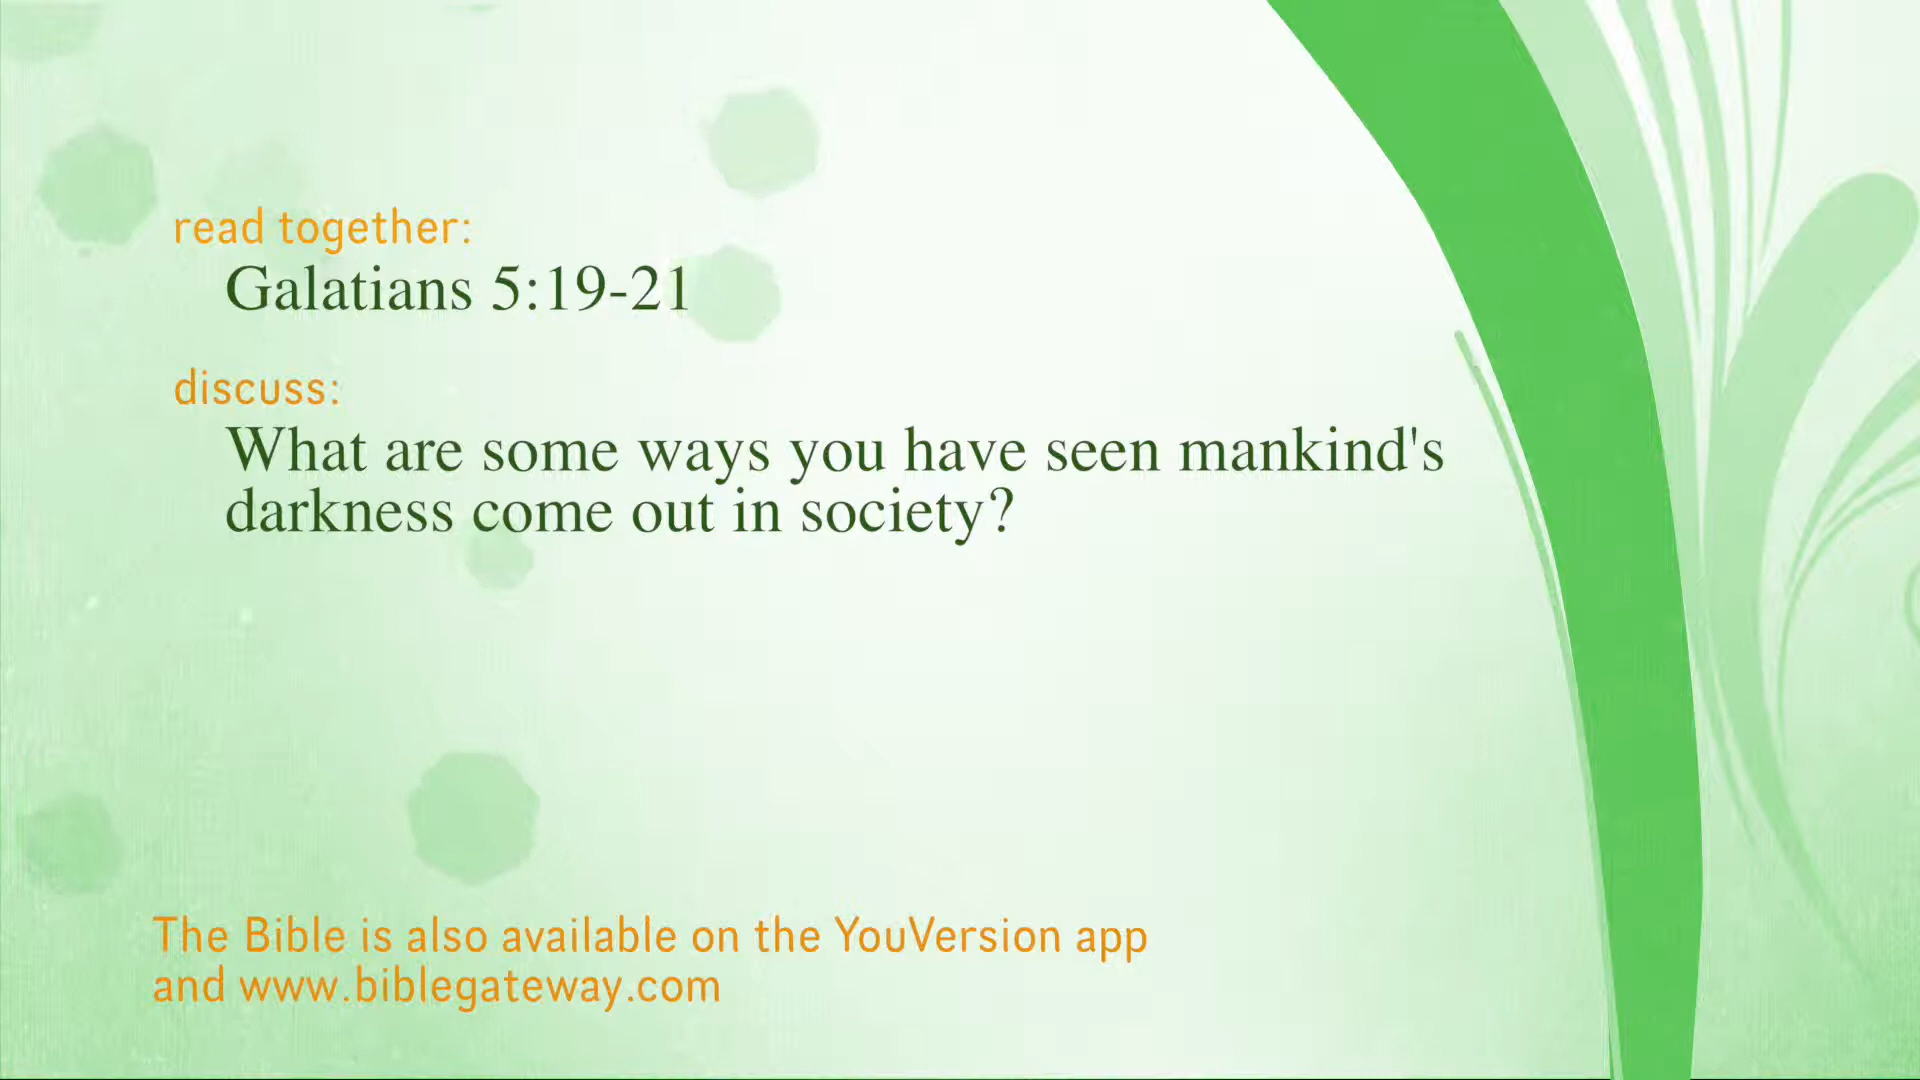 read together:
Galatians 5:19-21
discuss:
What are some ways you have seen mankind's
darkness come out in society?
The Bible is also available on the YouVersion app
and www.biblegateway.com